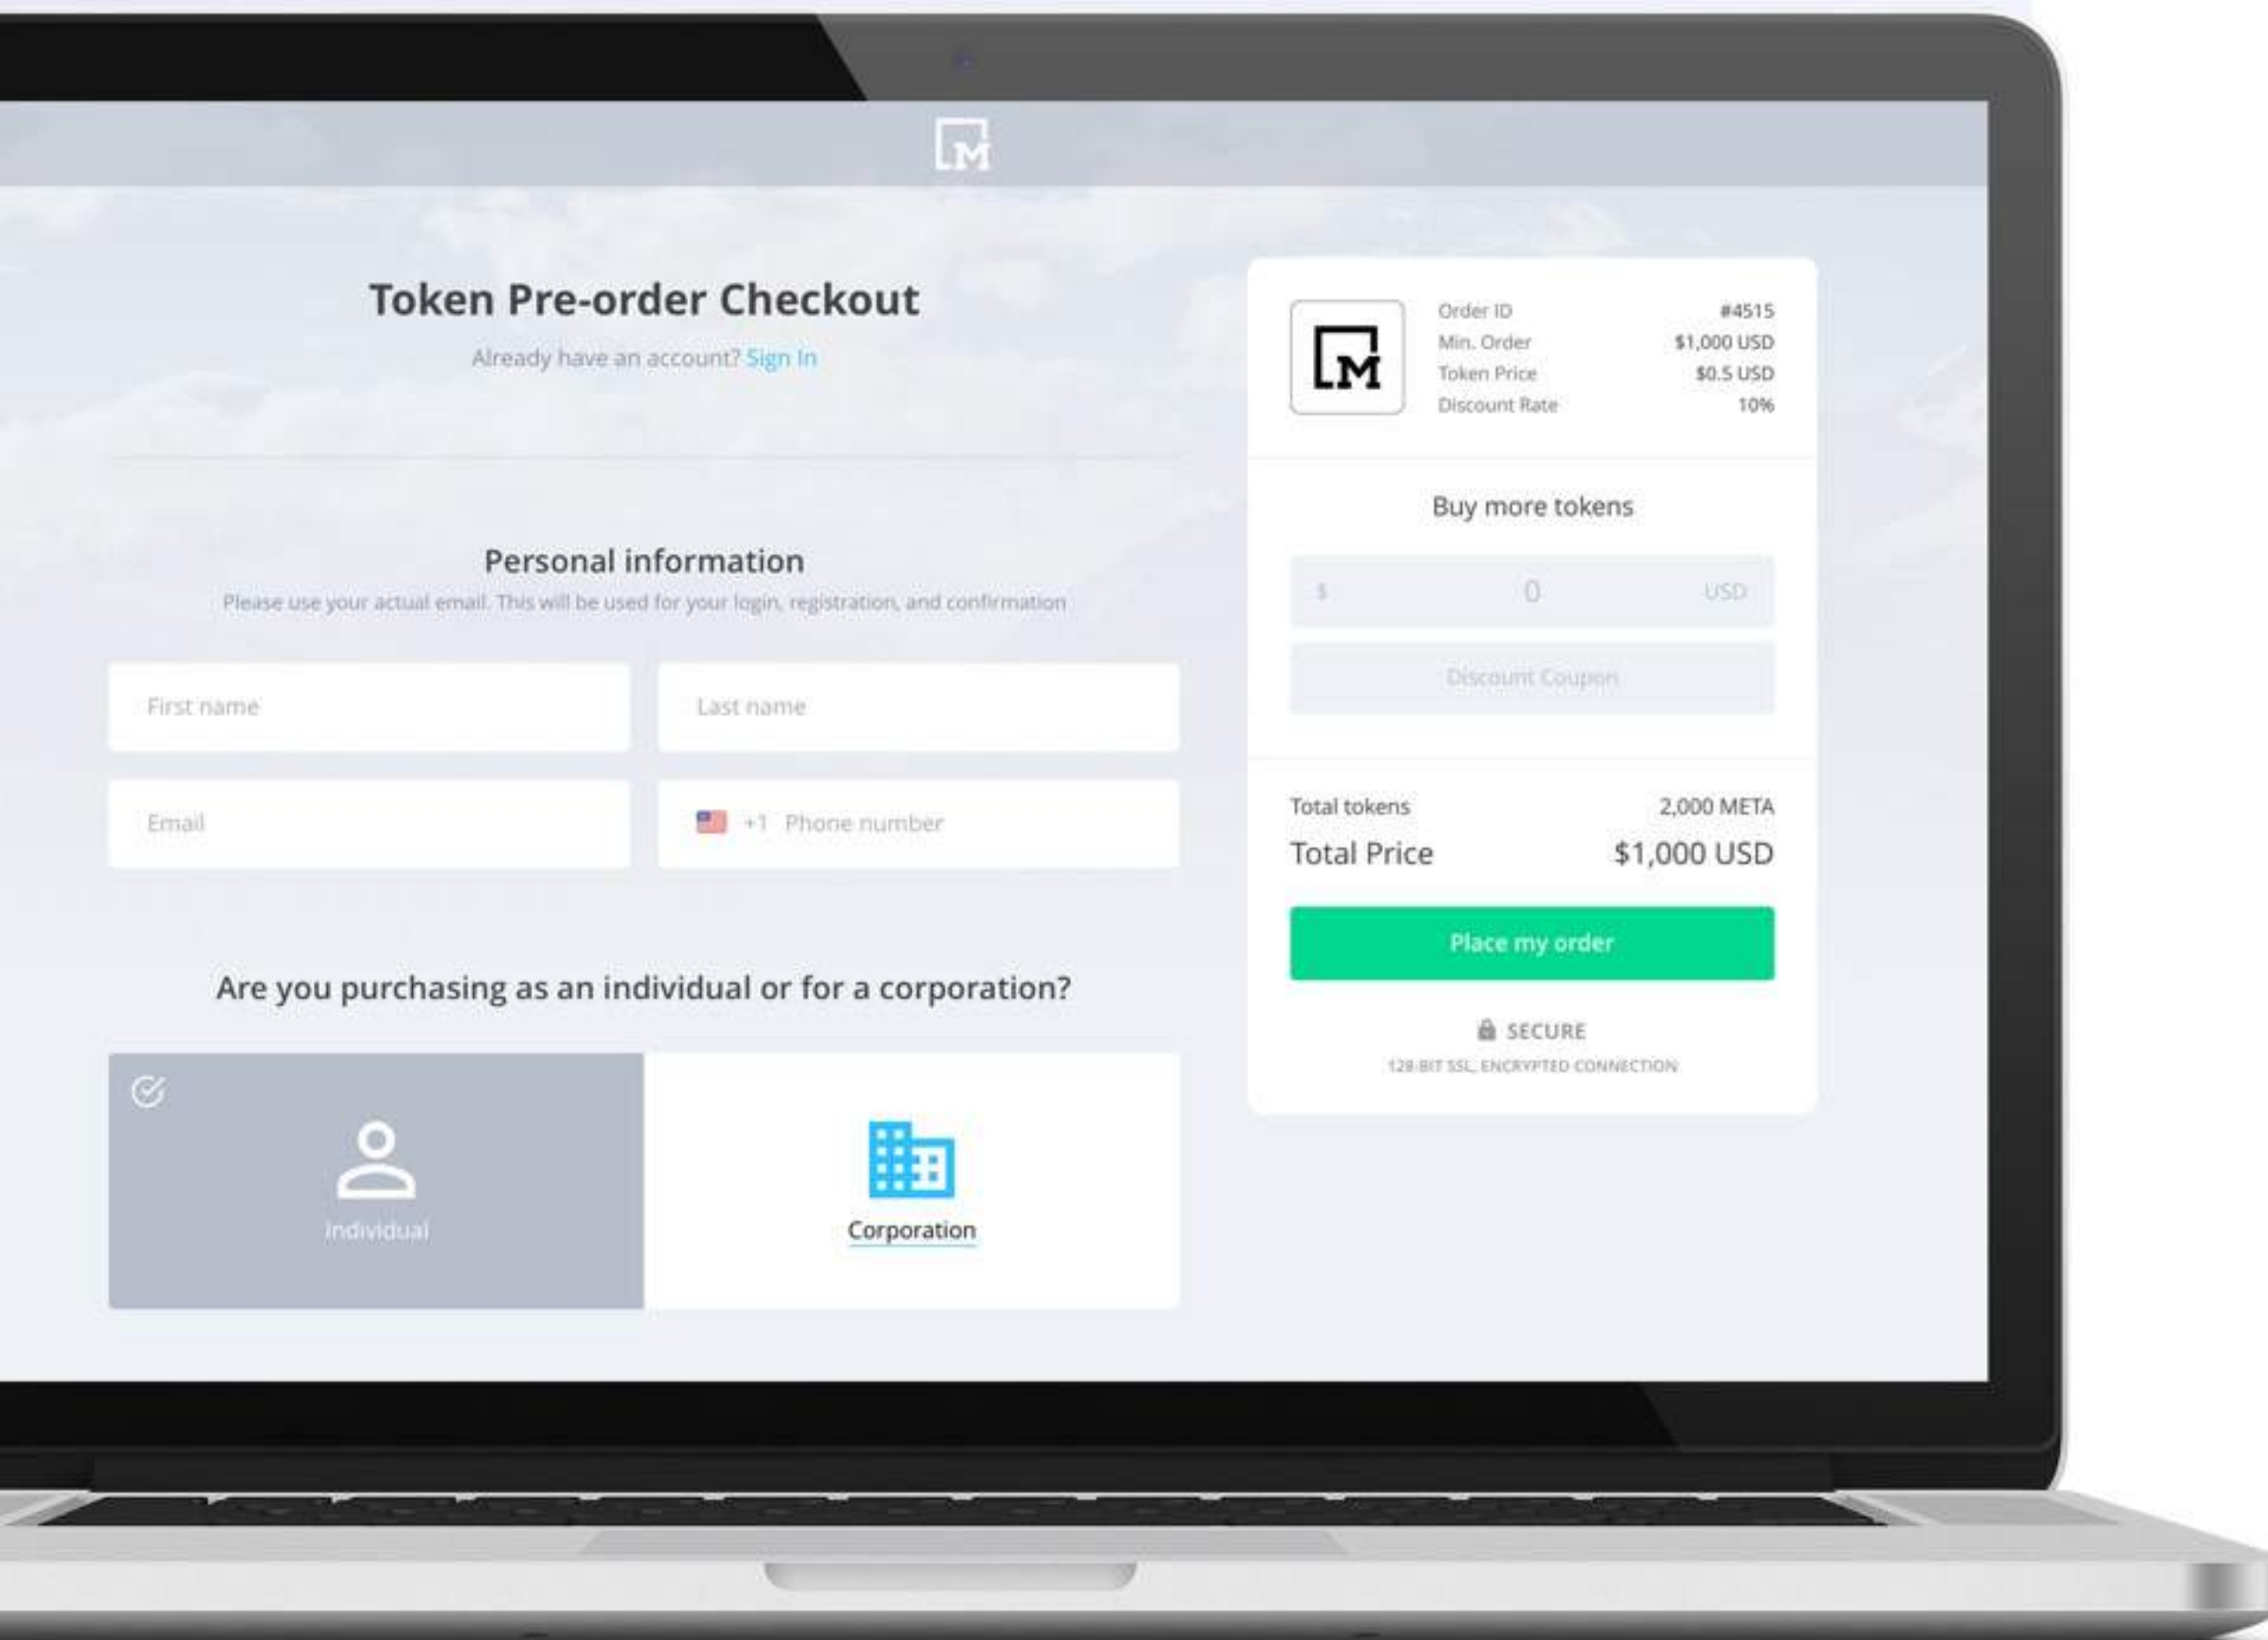 M
Token Pre-order Checkout
Already have an account? Sign In
Personal information
Please use your actual email. This will be used for your login, registration, and confirmation
First name
Last name
Email
+1 Phone number
Are you purchasing as an individual or for a corporation?
Individual
Corporation
M
Order ID #4515
Min. Order $1,000 USD
Token Price $0.5 USD
Discount Rate 10%
Buy more tokens
$ 0 USD
Discount Coupon
Total tokens 2,000 META
Total Price $1,000 USD
Place my order
SECURE
128-BIT SSL, ENCRYPTED CONNECTION